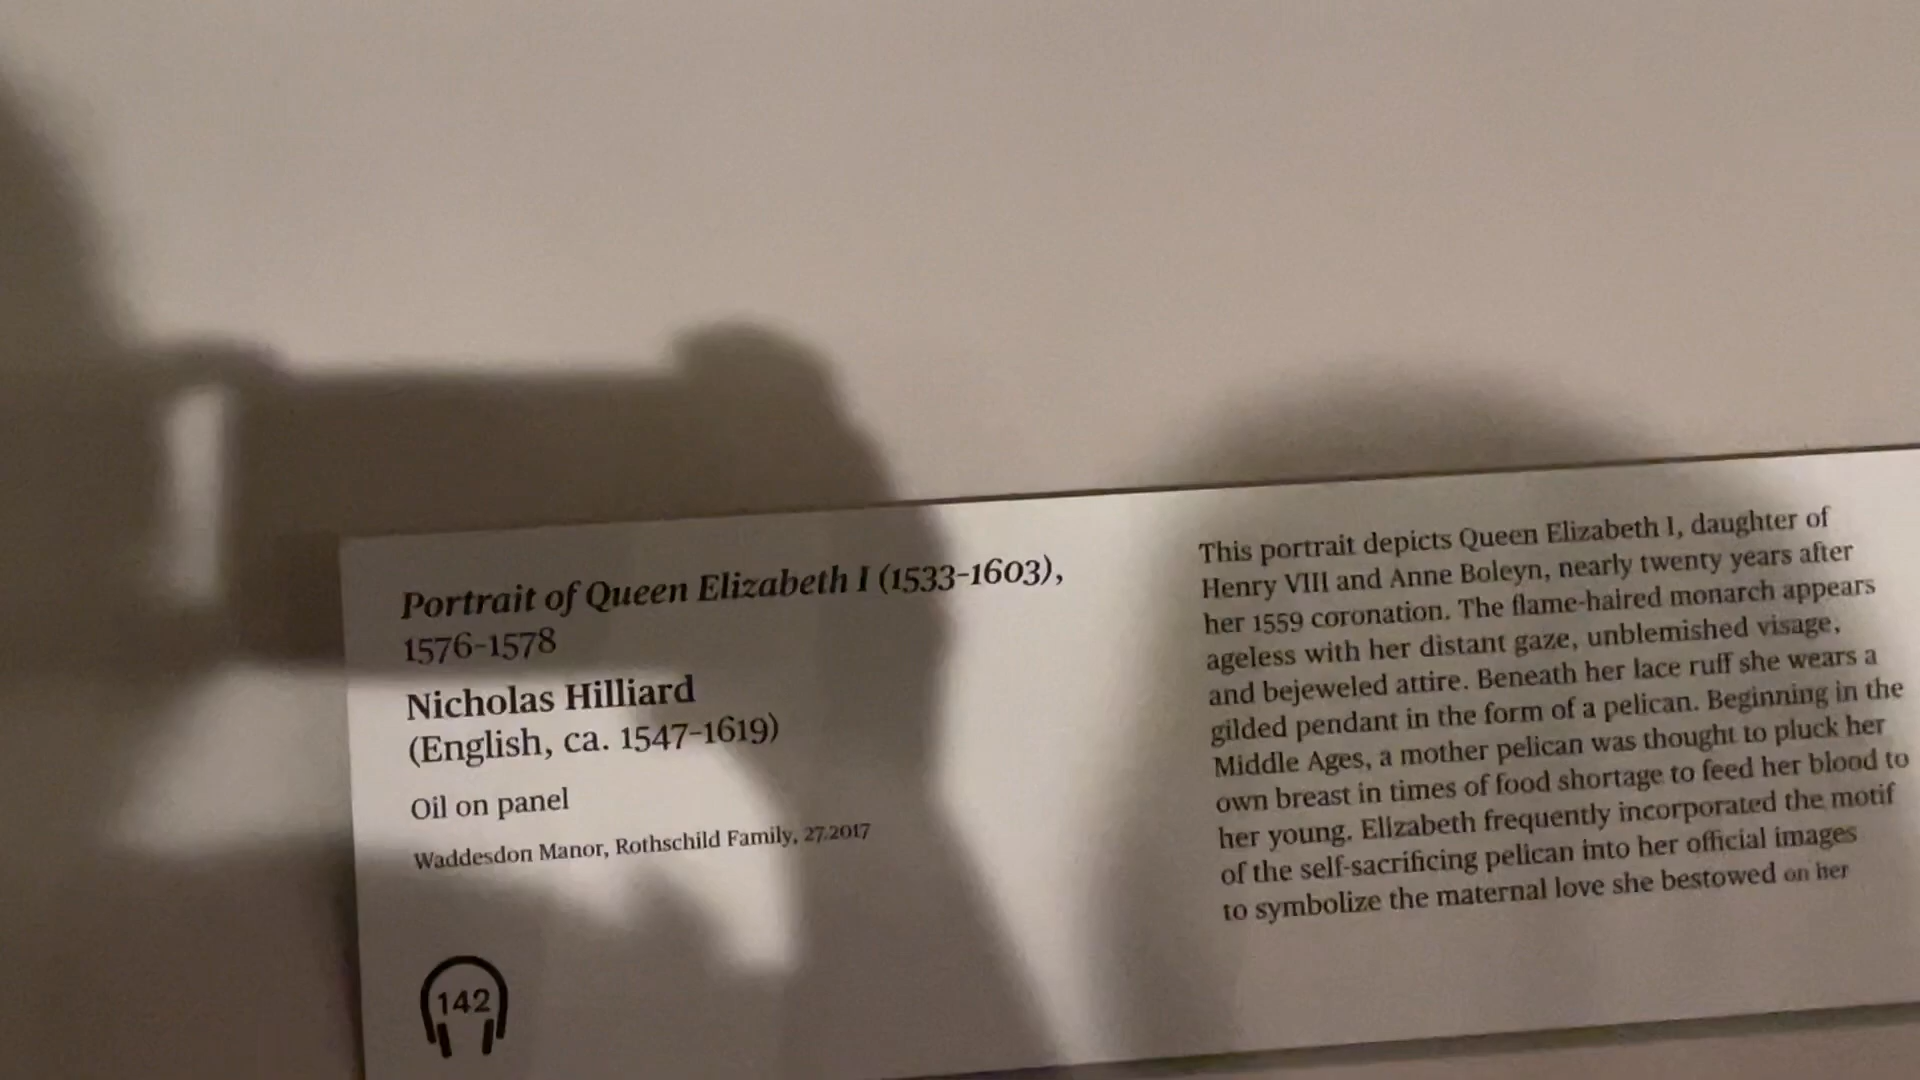 Portrait of Queen Elizabeth I (1533-1603),
1576-1578
Nicholas Hilliard
(English, ca. 1547-1619)
Oil on panel
Waddesdon Manor, Rothschild Family, 27.2017
142
This portrait depicts Queen Elizabeth I, daughter of
Henry VIII and Anne Boleyn, nearly twenty years after
her 1559 coronation. The flame-haired monarch appears
ageless with her distant gaze, unblemished visage,
and bejeweled attire. Beneath her lace ruff she wears a
gilded pendant in the form of a pelican. Beginning in the
Middle Ages, a mother pelican was thought to pluck her
own breast in times of food shortage to feed her blood to
her young. Elizabeth frequently incorporated the motif
of the self-sacrificing pelican into her official images
to symbolize the maternal love she bestowed on her